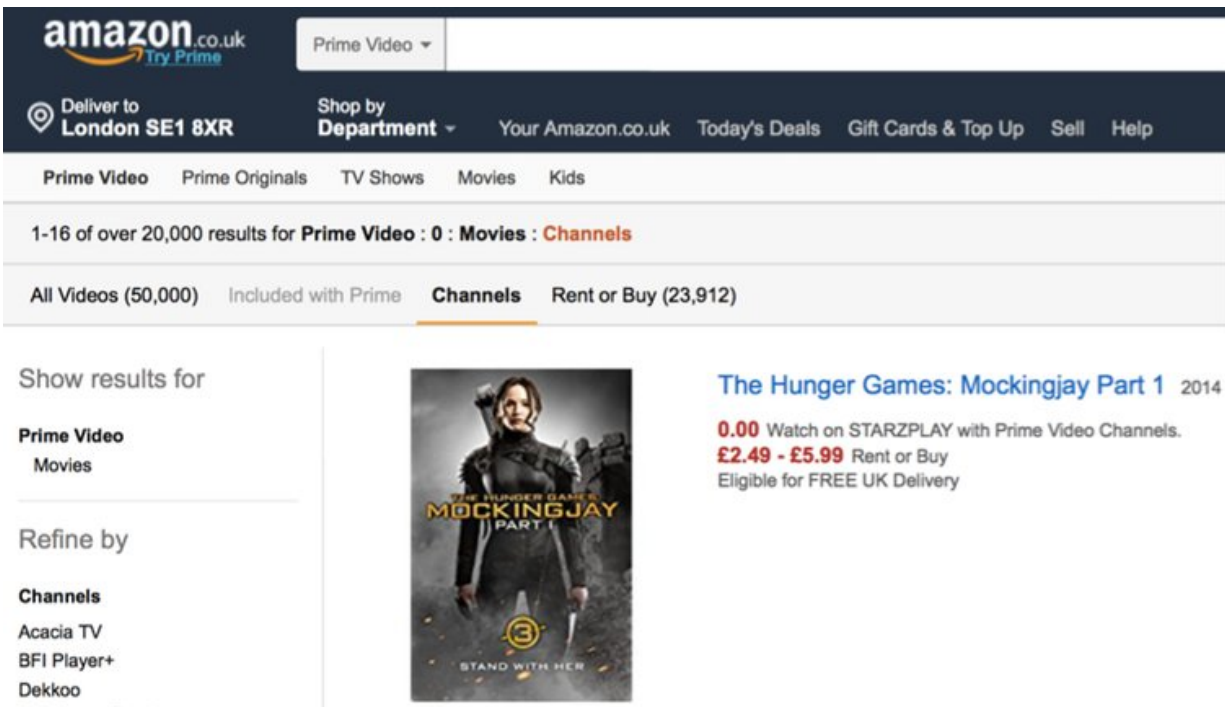 amazon.co.uk
Try Prime
Prime Video
Deliver to
London SE1 8XR
Shop by
Department
Your Amazon.co.uk Today's Deals Gift Cards & Top Up Sell Help
Prime Video Prime Originals TV Shows Movies Kids
1-16 of over 20,000 results for Prime Video : 0 : Movies : Channels
All Videos (50,000) Included with Prime Channels Rent or Buy (23,912)
Show results for
Prime Video
Movies
Refine by
Channels
Acacia TV
BFI Player+
Dekkoo
THE HUNGER GAMES:
MOCKINGJAY
PART 1
3
STAND WITH HER
The Hunger Games: Mockingjay Part 1 2014
0.00 Watch on STARZPLAY with Prime Video Channels.
£2.49 - £5.99 Rent or Buy
Eligible for FREE UK Delivery